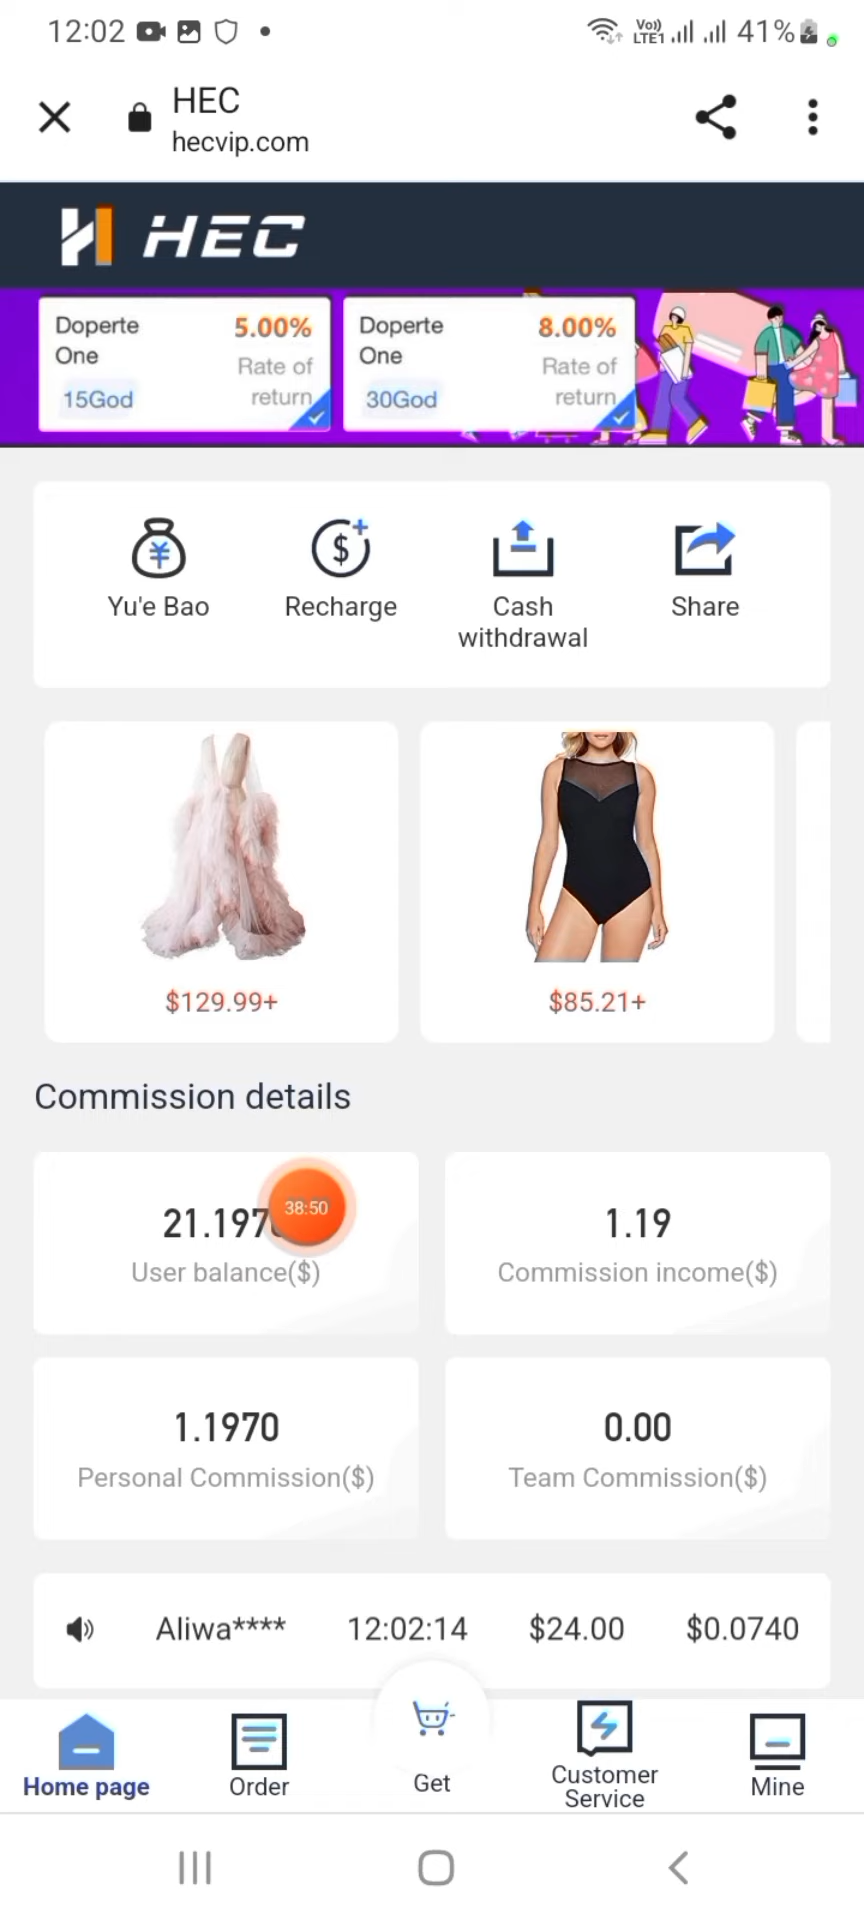 12:02
Vo)) LTE1 41%
HEC
hecvip.com
HEC
Doperte One 5.00%
15God Rate of return
Doperte One 8.00%
30God Rate of return
Yu'e Bao
Recharge
Cash withdrawal
Share
$129.99+
$85.21+
Commission details
38:50
User balance($)
1.19
Commission income($)
1.1970
Personal Commission($)
0.00
Team Commission($)
Aliwa**** 12:02:14 $24.00 $0.0740
Home page
Order
Get
Customer Service
Mine